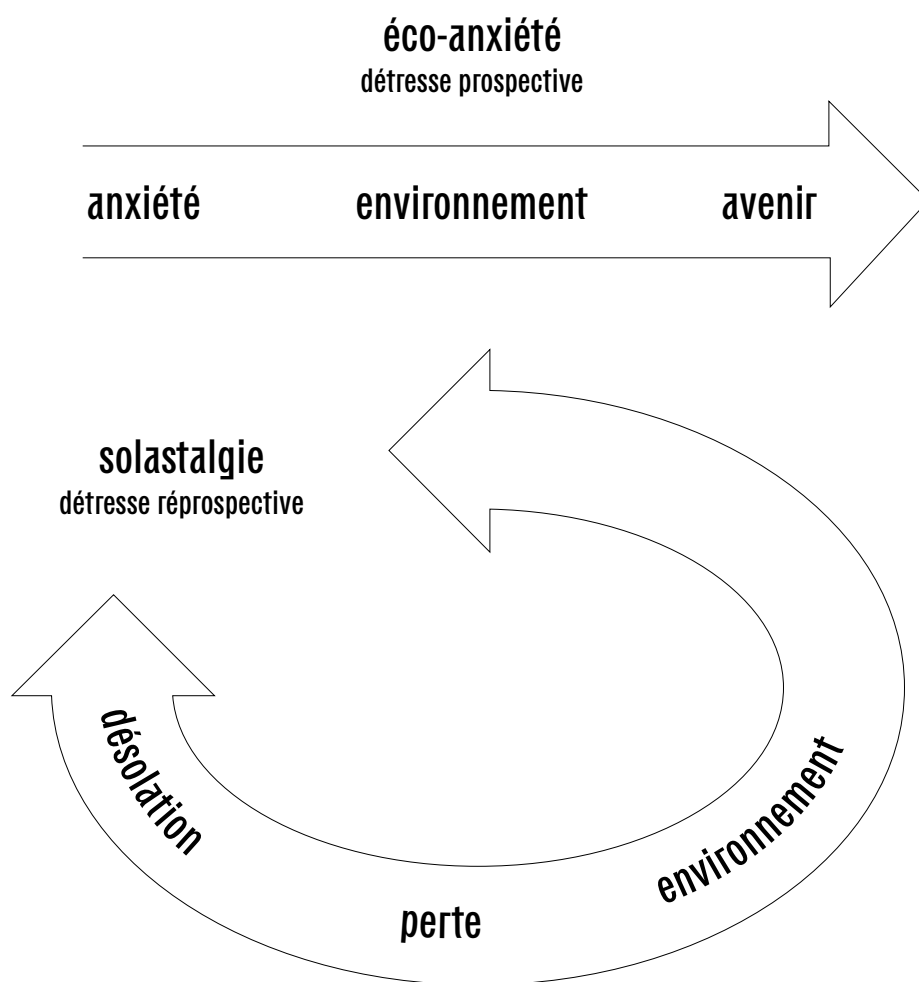 éco-anxiété
détresse prospective
anxiété environnement avenir
solastalgie
détresse réprospective
désolation
perte
environnement